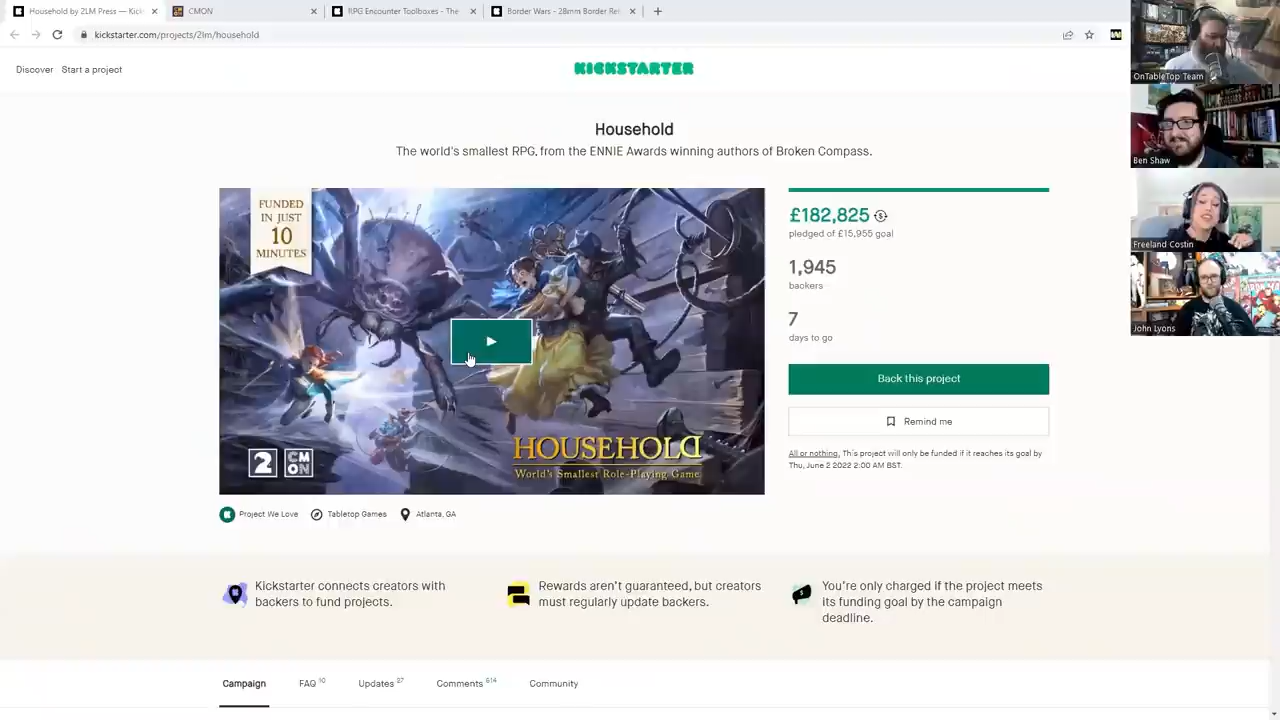 Household by 2LM Press — Kick
CMON
RPG Encounter Toolboxes - The
Border Wars - 28mm Border Rei
kickstarter.com/projects/2lm/household
Discover
Start a project
KICKSTARTER
Household
The world's smallest RPG, from the ENNIE Awards winning authors of Broken Compass.
FUNDED
IN JUST
10
MINUTES
2
CM
ON
HOUSEHOLD
World's Smallest Role-Playing Game
£182,825
pledged of £15,955 goal
1,945
backers
7
days to go
Back this project
Remind me
All or nothing. This project will only be funded if it reaches its goal by
Thu, June 2 2022 2:00 AM BST.
Project We Love
Tabletop Games
Atlanta, GA
Kickstarter connects creators with
backers to fund projects.
Rewards aren't guaranteed, but creators
must regularly update backers.
You're only charged if the project meets
its funding goal by the campaign
deadline.
Campaign
FAQ 10
Updates 27
Comments 614
Community
OnTableTop Team
Ben Shaw
Freeland Costin
John Lyons